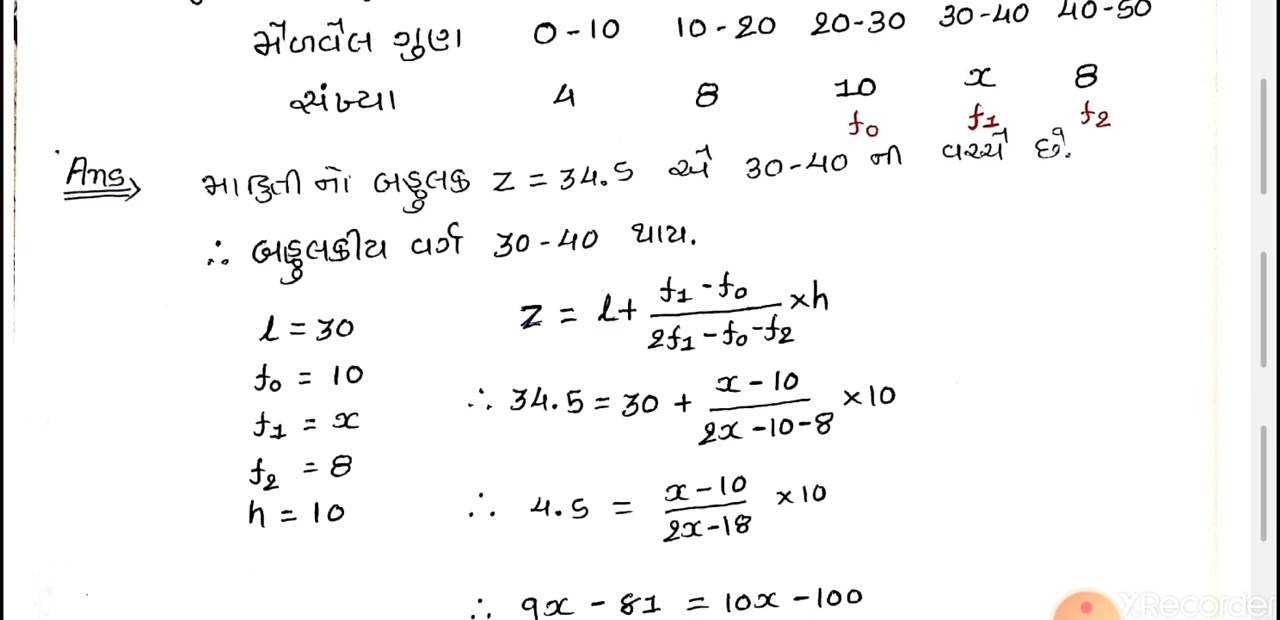 મેળવેલ ગુણ 0-10 10-20 20-30 30-40 40-50
સંખ્યા 4 8 10 x 8
f₀ f₁ f₂
Ans, માહિતી નો બહુલક Z = 34.5 એ 30-40 ની વચ્ચે છે.
∴ બહુલકીય વર્ગ 30-40 થાય.
Z = l + (f₁ - f₀)/(2f₁ - f₀ - f₂) × h
l = 30
f₀ = 10
f₁ = x
f₂ = 8
h = 10
∴ 34.5 = 30 + (x - 10)/(2x - 10 - 8) × 10
∴ 4.5 = (x - 10)/(2x - 18) × 10
∴ 9x - 81 = 10x - 100
XRecorder